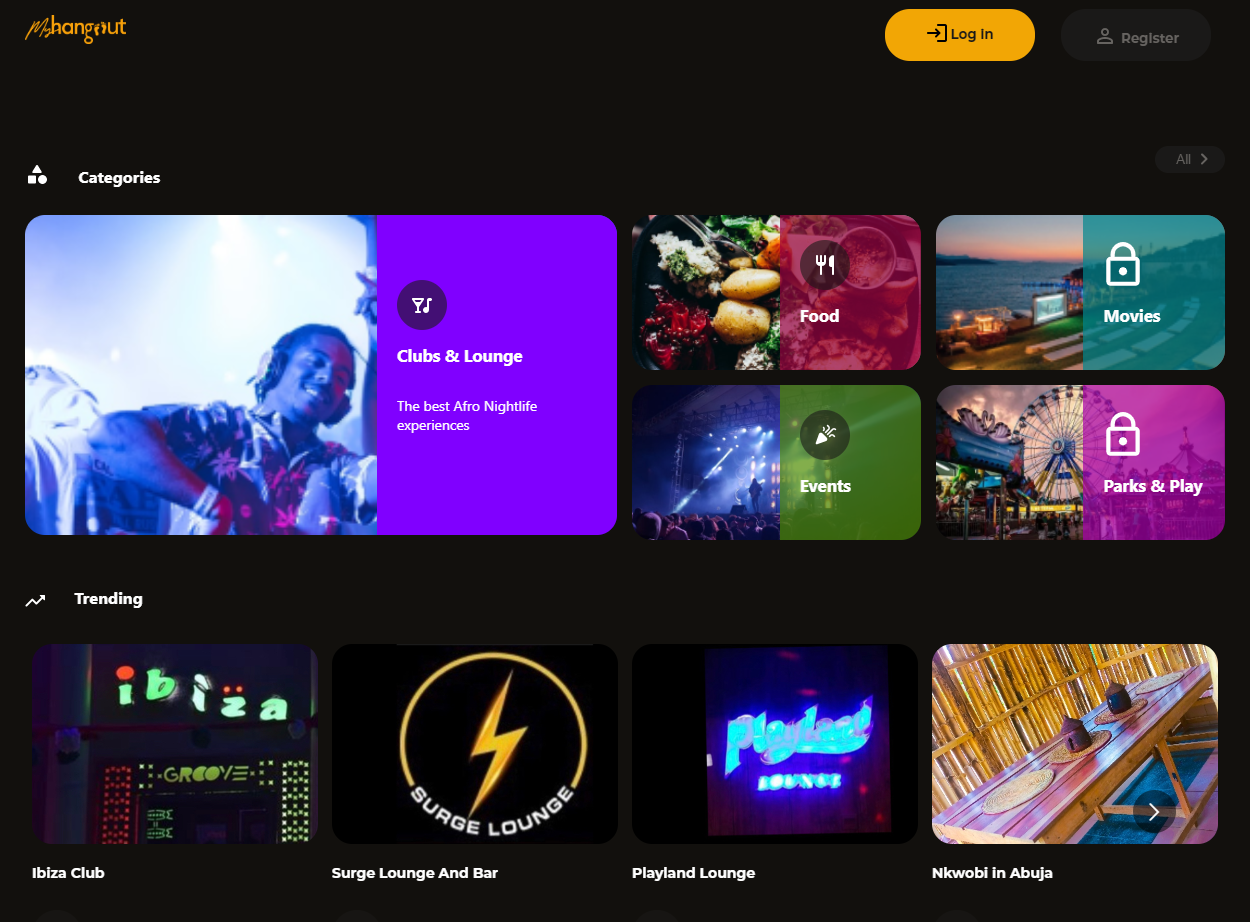 Myhangout
Log In
Register
All
Categories
Clubs & Lounge
The best Afro Nightlife
experiences
Food
Movies
Events
Parks & Play
Trending
ibiza
GROOVE
SURGE LOUNGE
Playland
LOUNGE
Ibiza Club
Surge Lounge And Bar
Playland Lounge
Nkwobi in Abuja